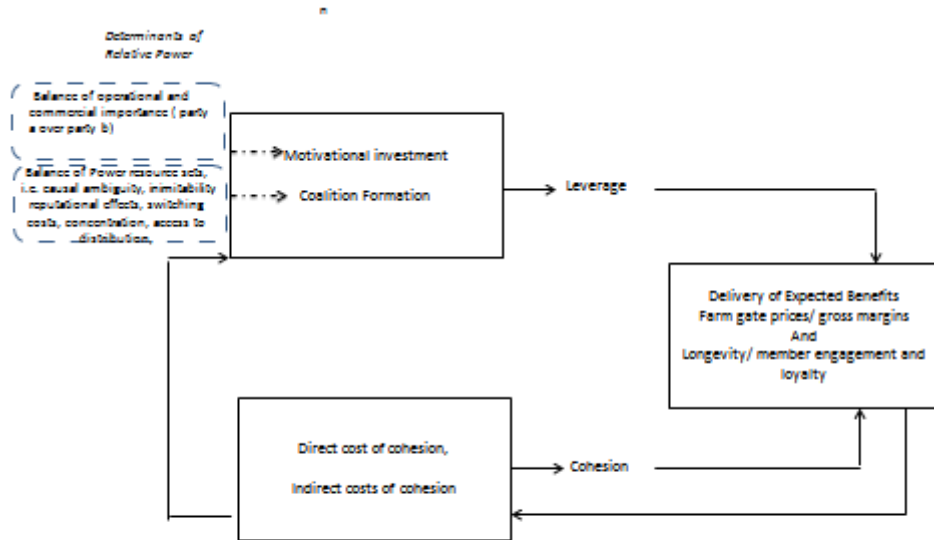 n
Determinants of
Relative Power
Balance of operational and
commercial importance ( party
a over party b)
Balance of Power resource sets,
i.e. causal ambiguity, inimitability
reputational effects, switching
costs, concentration, access to
distribution,
Motivational investment
Coalition Formation
Leverage
Delivery of Expected Benefits
Farm gate prices/ gross margins
And
Longevity/ member engagement and
loyalty
Direct cost of cohesion,
Indirect costs of cohesion
Cohesion